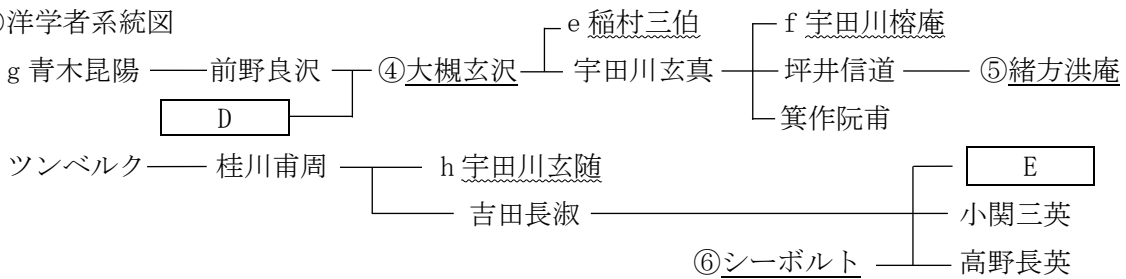 洋学者系統図
e 稲村三伯 f 宇田川榕庵
g 青木昆陽 前野良沢 ④大槻玄沢 宇田川玄真 坪井信道 ⑤緒方洪庵
D 箕作阮甫
ツンベルク 桂川甫周 h 宇田川玄随 E
吉田長淑 小関三英
⑥シーボルト 高野長英